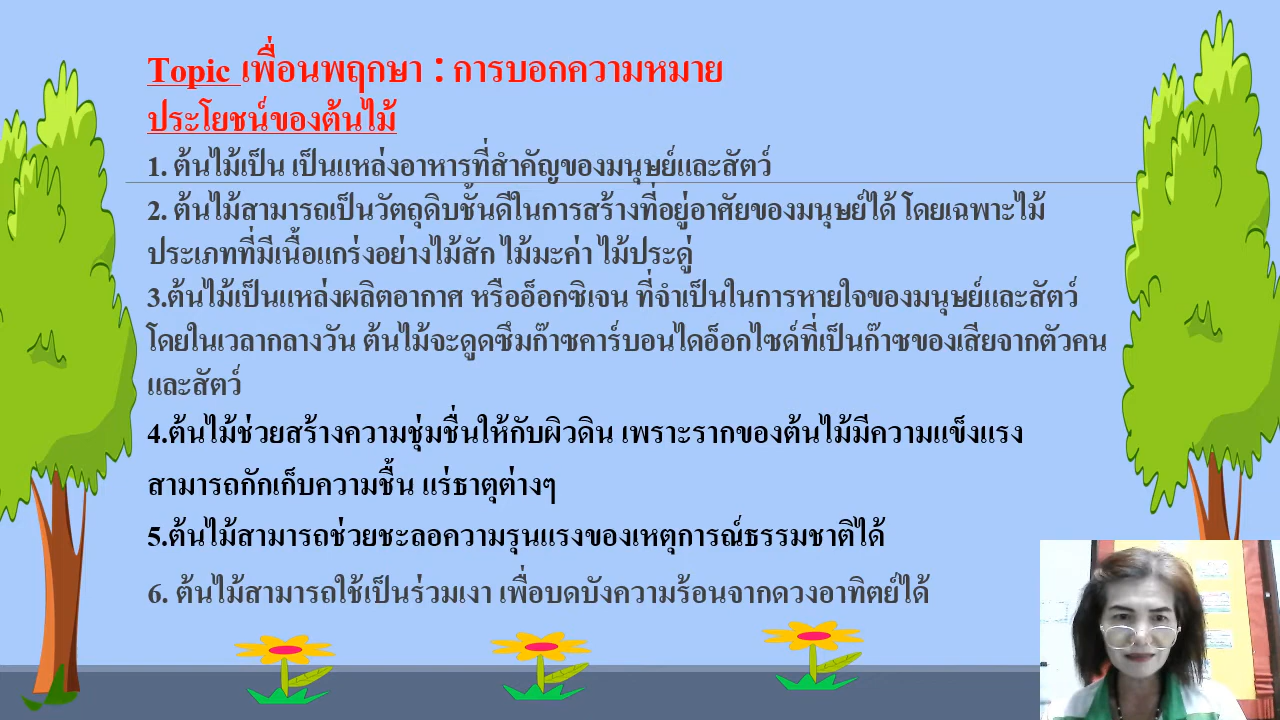 Topic เพื่อนพฤกษา : การบอกความหมาย
ประโยชน์ของต้นไม้
1. ต้นไม้เป็น เป็นแหล่งอาหารที่สำคัญของมนุษย์และสัตว์
2. ต้นไม้สามารถเป็นวัตถุดิบชั้นดีในการสร้างที่อยู่อาศัยของมนุษย์ได้ โดยเฉพาะไม้
ประเภทที่มีเนื้อแกร่งอย่างไม้สัก ไม้มะค่า ไม้ประดู่
3.ต้นไม้เป็นแหล่งผลิตอากาศ หรืออ็อกซิเจน ที่จำเป็นในการหายใจของมนุษย์และสัตว์
โดยในเวลากลางวัน ต้นไม้จะดูดซึมก๊าซคาร์บอนไดอ็อกไซด์ที่เป็นก๊าซของเสียจากตัวคน
และสัตว์
4.ต้นไม้ช่วยสร้างความชุ่มชื่นให้กับผิวดิน เพราะรากของต้นไม้มีความแข็งแรง
สามารถกักเก็บความชื้น แร่ธาตุต่างๆ
5.ต้นไม้สามารถช่วยชะลอความรุนแรงของเหตุการณ์ธรรมชาติได้
6. ต้นไม้สามารถใช้เป็นร่วมเงา เพื่อบดบังความร้อนจากดวงอาทิตย์ได้